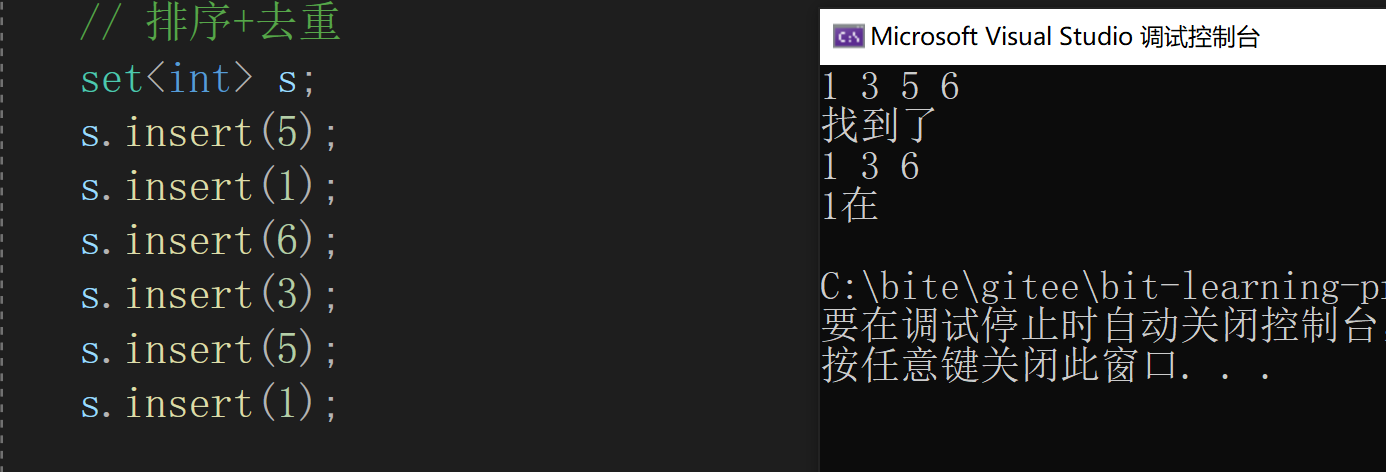 // 排序+去重
set<int> s;
s.insert(5);
s.insert(1);
s.insert(6);
s.insert(3);
s.insert(5);
s.insert(1);
Microsoft Visual Studio 调试控制台
1 3 5 6
找到了
1 3 6
1在
C:\bite\gitee\bit-learning-pr
要在调试停止时自动关闭控制台,
按任意键关闭此窗口. . .